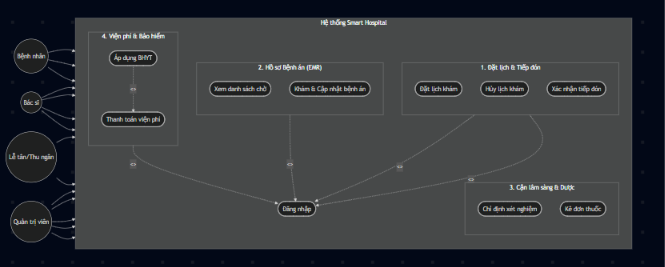 Hệ thống Smart Hospital
4. Viện phí & Bảo hiểm
Áp dụng BHYT
<>
Thanh toán viện phí
<>
2. Hồ sơ Bệnh án (EMR)
Xem danh sách chờ
Khám & Cập nhật bệnh án
<>
1. Đặt lịch & Tiếp đón
Đặt lịch khám
Hủy lịch khám
Xác nhận tiếp đón
<>
<>
3. Cận lâm sàng & Dược
Chỉ định xét nghiệm
Kê đơn thuốc
Đăng nhập
Bệnh nhân
Bác sĩ
Lễ tân/Thu ngân
Quản trị viên